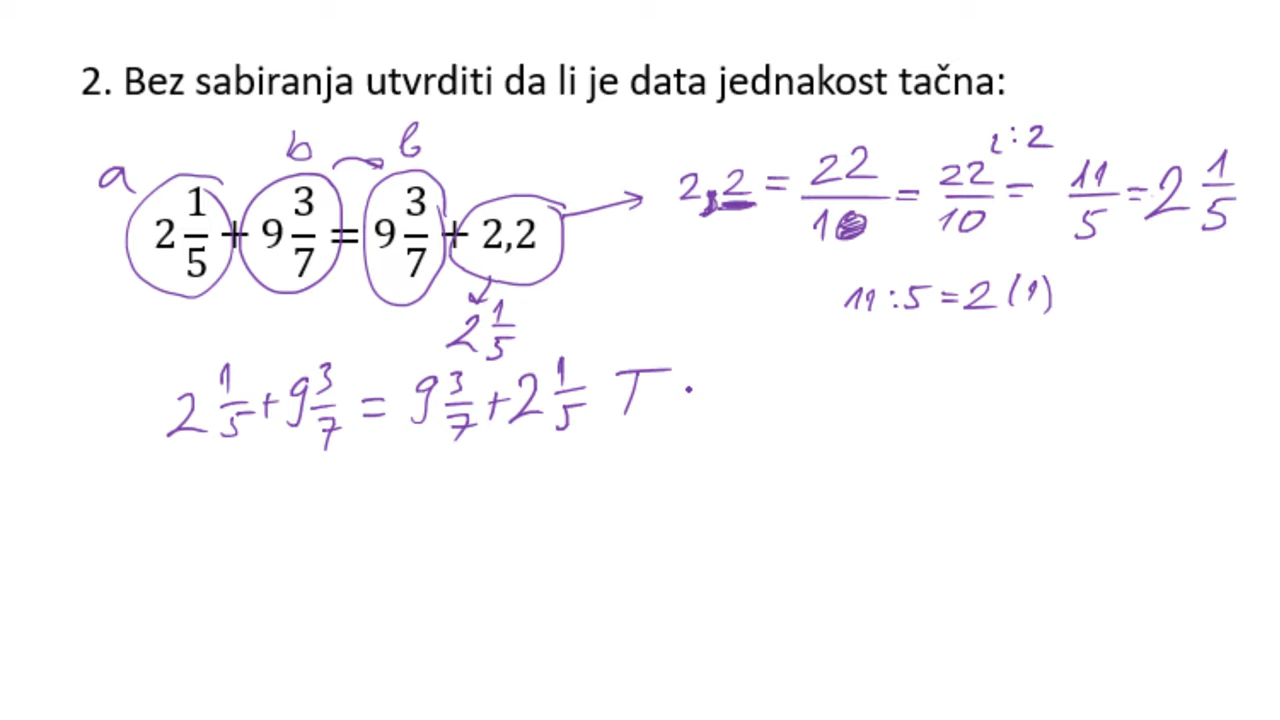 2. Bez sabiranja utvrditi da li je data jednakost tačna:
a b b
2 1/5 + 9 3/7 = 9 3/7 + 2,2
2,2 = 22/10 = 22/10 :2 = 11/5 = 2 1/5
11:5=2(1)
2 1/5
2 1/5 + 9 3/7 = 9 3/7 + 2 1/5 T.